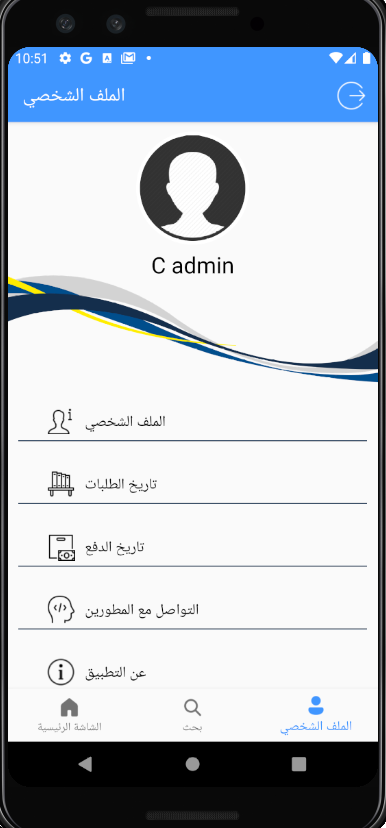 10:51
الملف الشخصي
C admin
الملف الشخصي
تاريخ الطلبات
تاريخ الدفع
التواصل مع المطورين
عن التطبيق
الشاشة الرئيسية
بحث
الملف الشخصي